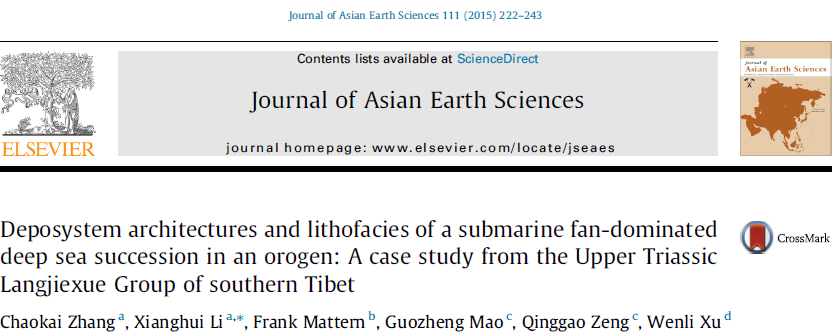 Journal of Asian Earth Sciences 111 (2015) 222–243
Contents lists available at ScienceDirect
Journal of Asian Earth Sciences
journal homepage: www.elsevier.com/locate/jseaes
ELSEVIER
Journal of
Asian Earth Sciences
Deposystem architectures and lithofacies of a submarine fan-dominated
deep sea succession in an orogen: A case study from the Upper Triassic
Langjiexue Group of southern Tibet
CrossMark
Chaokai Zhang a, Xianghui Li a,*, Frank Mattern b, Guozheng Mao c, Qinggao Zeng c, Wenli Xu d